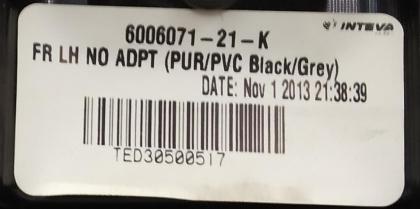 INTEVA
6006071-21-K
FR LH NO ADPT (PUR/PVC Black/Grey)
DATE: Nov 1 2013 21:38:39
TED30500517